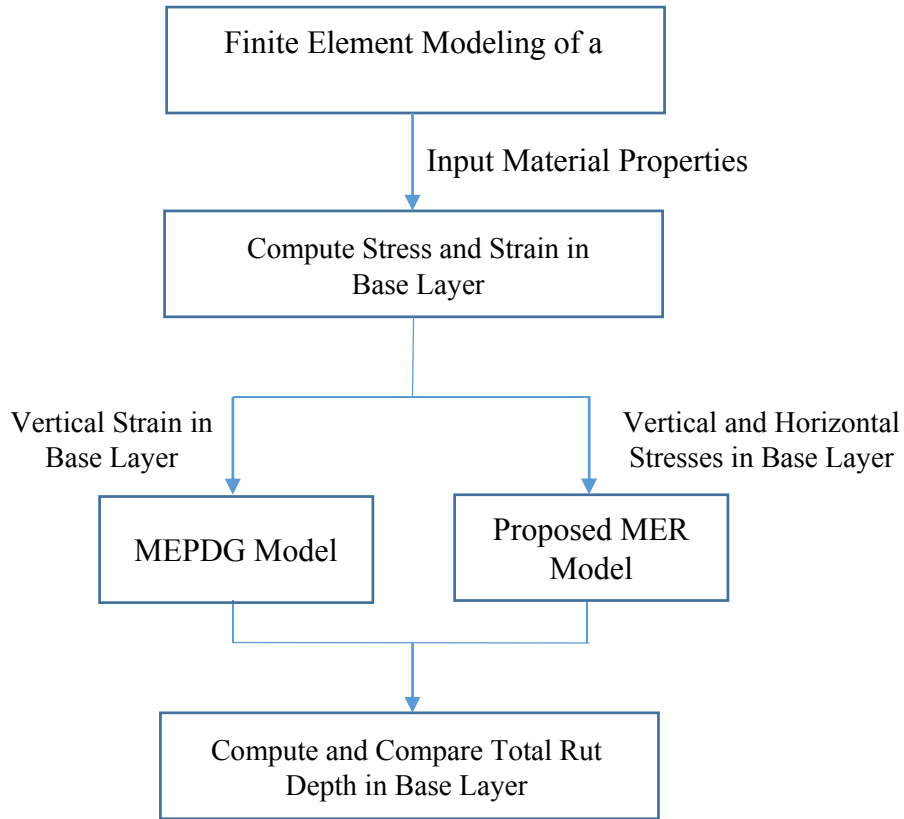 Finite Element Modeling of a
Input Material Properties
Compute Stress and Strain in
Base Layer
Vertical Strain in
Base Layer
Vertical and Horizontal
Stresses in Base Layer
MEPDG Model
Proposed MER
Model
Compute and Compare Total Rut
Depth in Base Layer